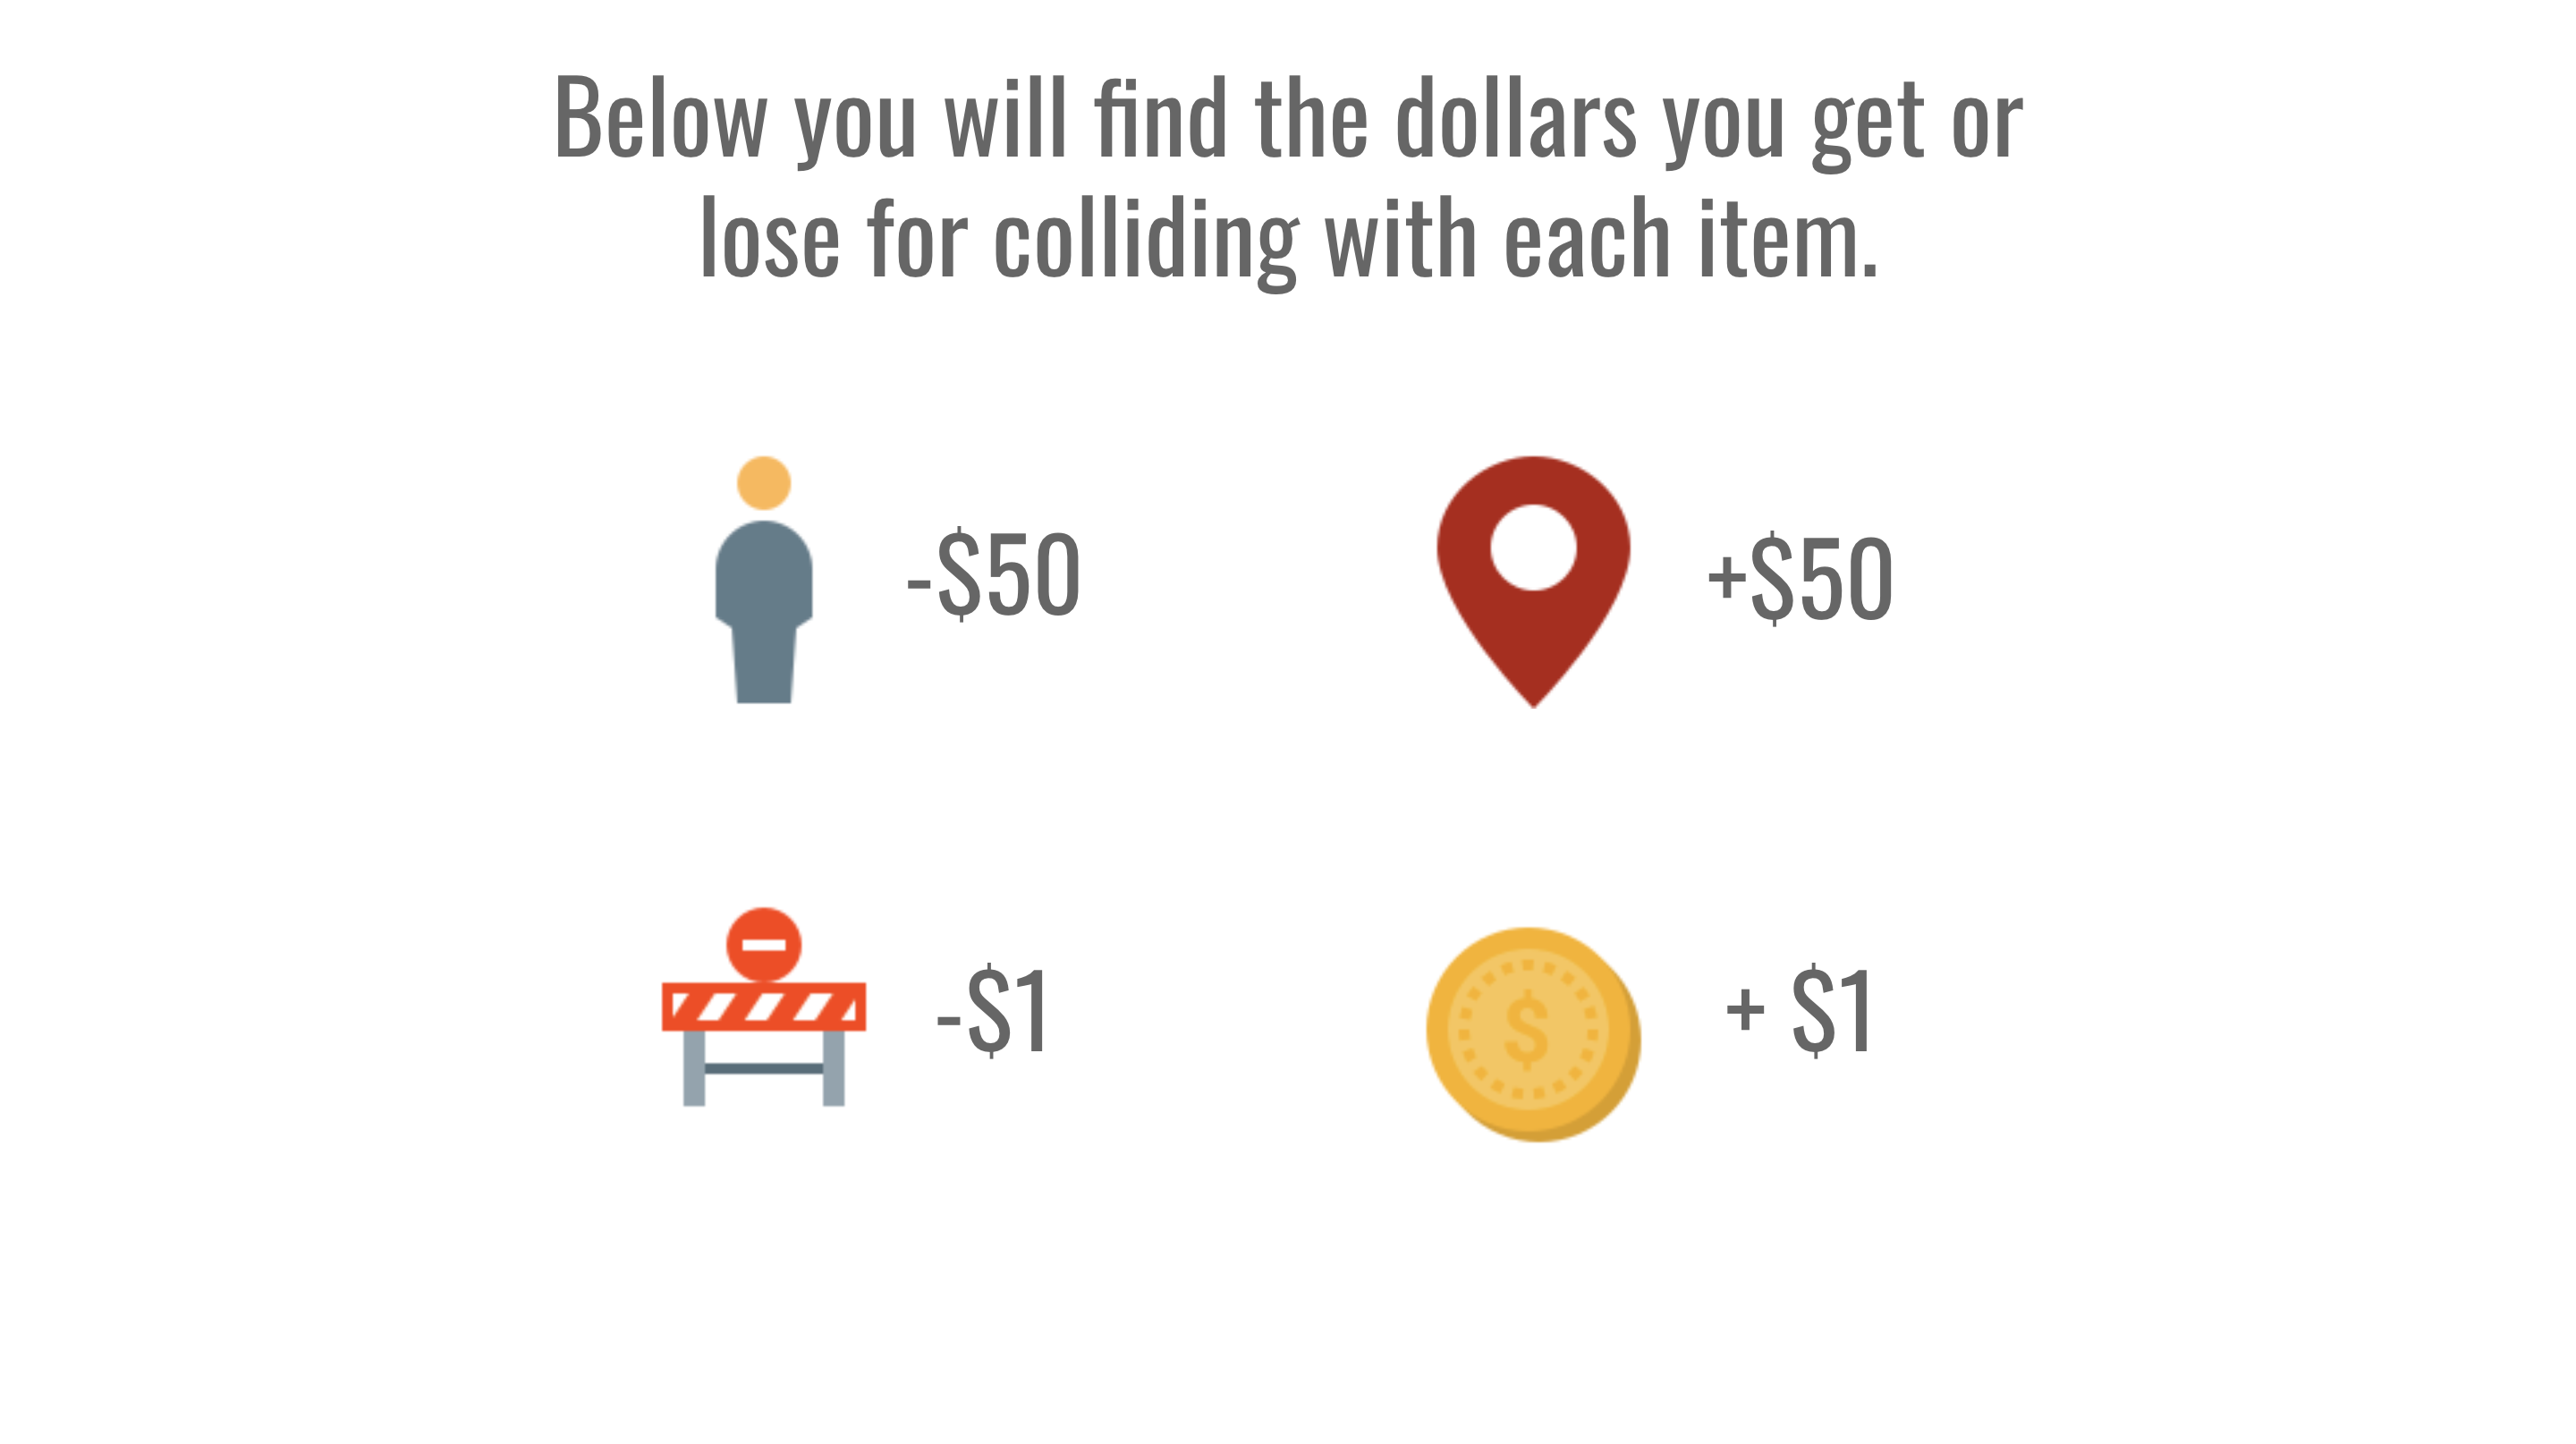 Below you will find the dollars you get or
lose for colliding with each item.
-$50
+$50
-$1
$
+ $1